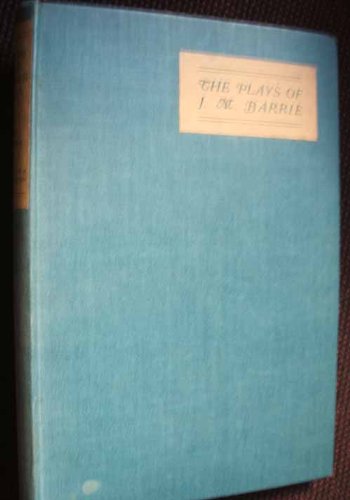 THE PLAYS OF
J. M. BARRIE